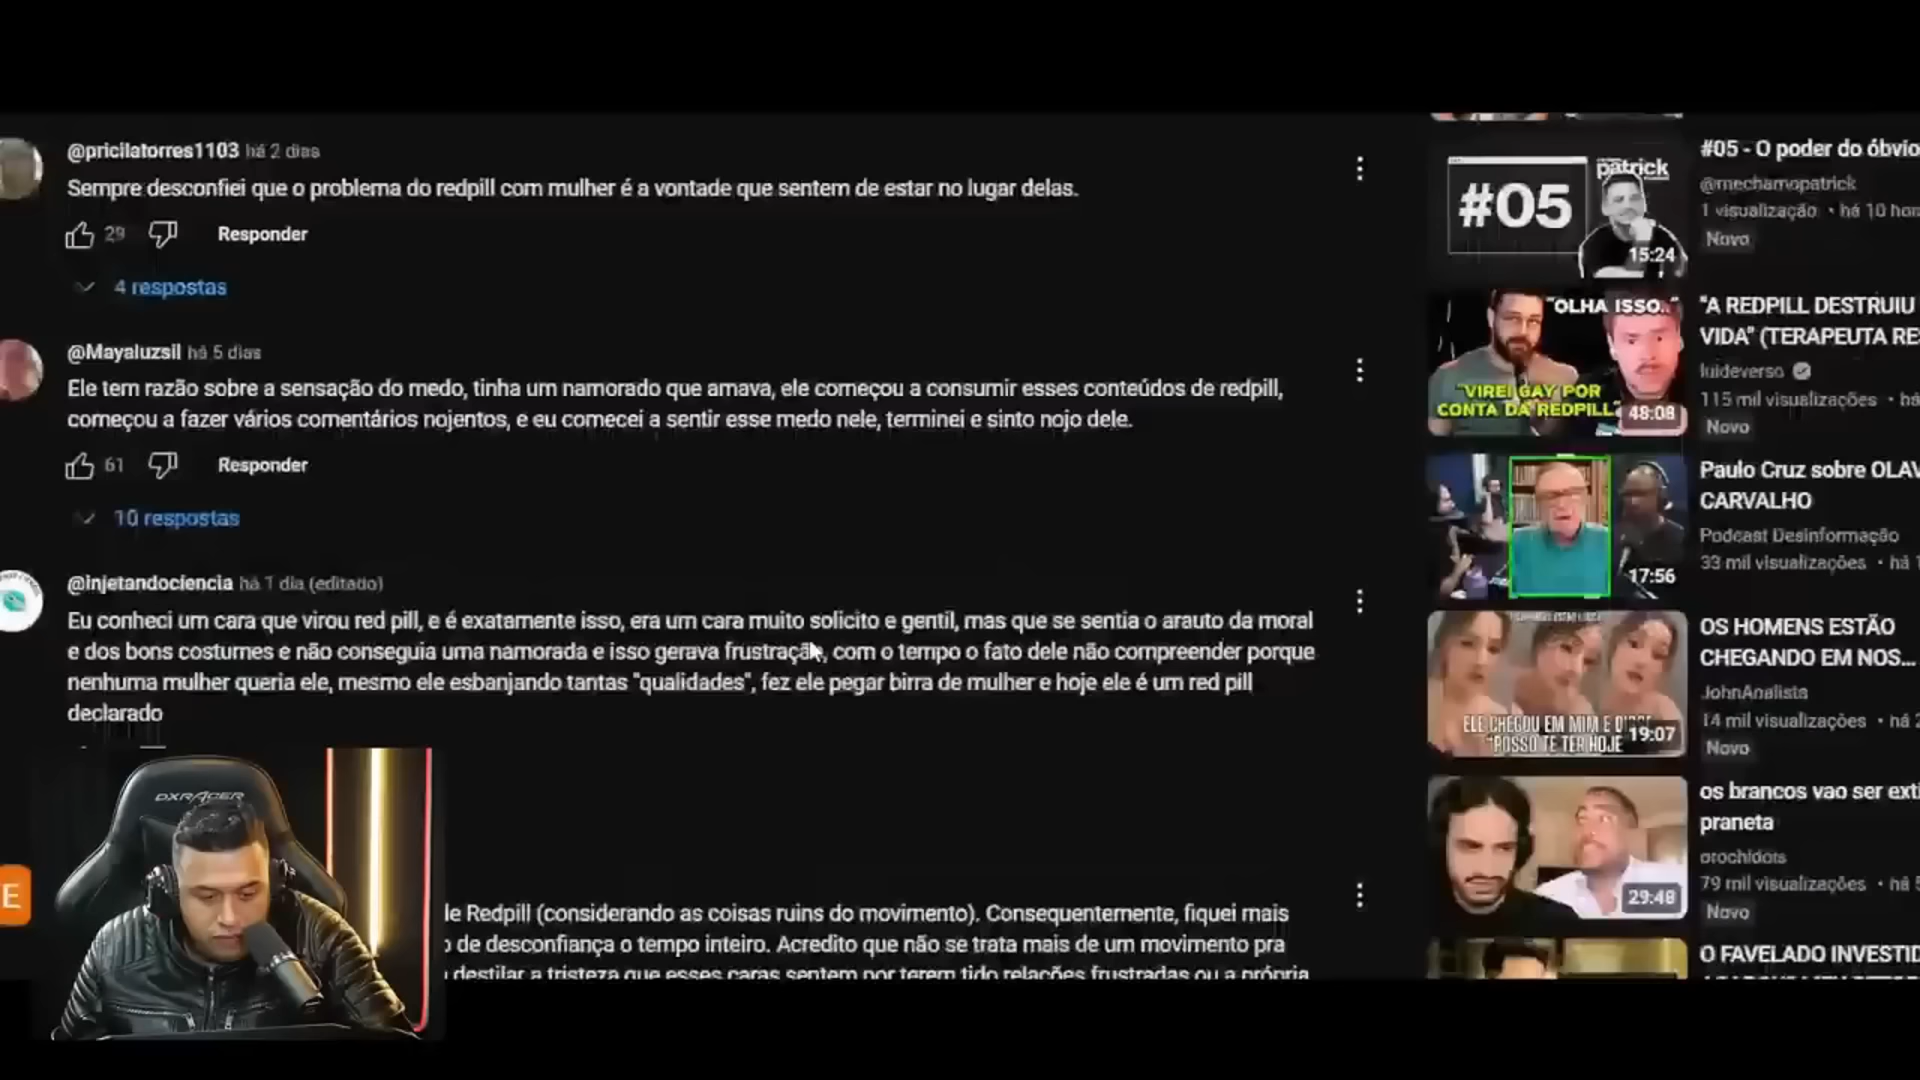 @pricilatorres1103 há 2 dias
Sempre desconfiei que o problema do redpill com mulher é a vontade que sentem de estar no lugar delas.
29
Responder
4 respostas
@Mayaluzsil há 5 dias
Ele tem razão sobre a sensação do medo, tinha um namorado que amava, ele começou a consumir esses conteúdos de redpill,
começou a fazer vários comentários nojentos, e eu comecei a sentir esse medo nele, terminei e sinto nojo dele.
61
Responder
10 respostas
@injetandociencia há 1 dia (editado)
Eu conheci um cara que virou red pill, e é exatamente isso, era um cara muito solicito e gentil, mas que se sentia o arauto da moral
e dos bons costumes e não conseguia uma namorada e isso gerava frustração, com o tempo o fato dele não compreender porque
nenhuma mulher queria ele, mesmo ele esbanjando tantas "qualidades", fez ele pegar birra de mulher e hoje ele é um red pill
declarado
DXRACER
E
de Redpill (considerando as coisas ruins do movimento). Consequentemente, fiquei mais
de desconfiança o tempo inteiro. Acredito que não se trata mais de um movimento pra
destilar a tristeza que esses caras sentem por terem tido relações frustradas ou a própria
patrick
#05
15:24
#05 - O poder do óbvio
@mechamopatrick
1 visualização • há 10 hor
Novo
"OLHA ISSO.."
"VIREI GAY POR
CONTA DA REDPILL"
48:08
"A REDPILL DESTRUIU
VIDA" (TERAPEUTA RE
luideverso
115 mil visualizações • há
Novo
17:56
Paulo Cruz sobre OLAV
CARVALHO
Podcast Desinformação
33 mil visualizações • há 1
ELE CHEGOU EM MIM E
"POSSO TE TER HOJE
19:07
OS HOMENS ESTÃO
CHEGANDO EM NOS...
JohnAnalista
14 mil visualizações • há 2
Novo
29:48
os brancos vao ser exti
praneta
orochidois
79 mil visualizações • há 5
Novo
O FAVELADO INVESTID